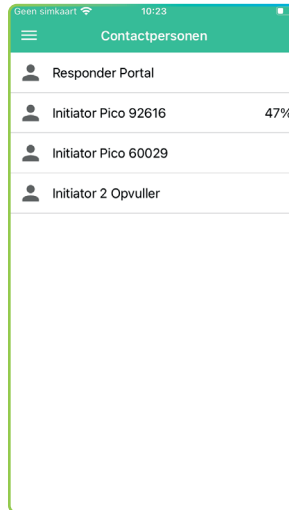 Geen simkaart 10:23
Contactpersonen
Responder Portal
Initiator Pico 92616 47%
Initiator Pico 60029
Initiator 2 Opvuller